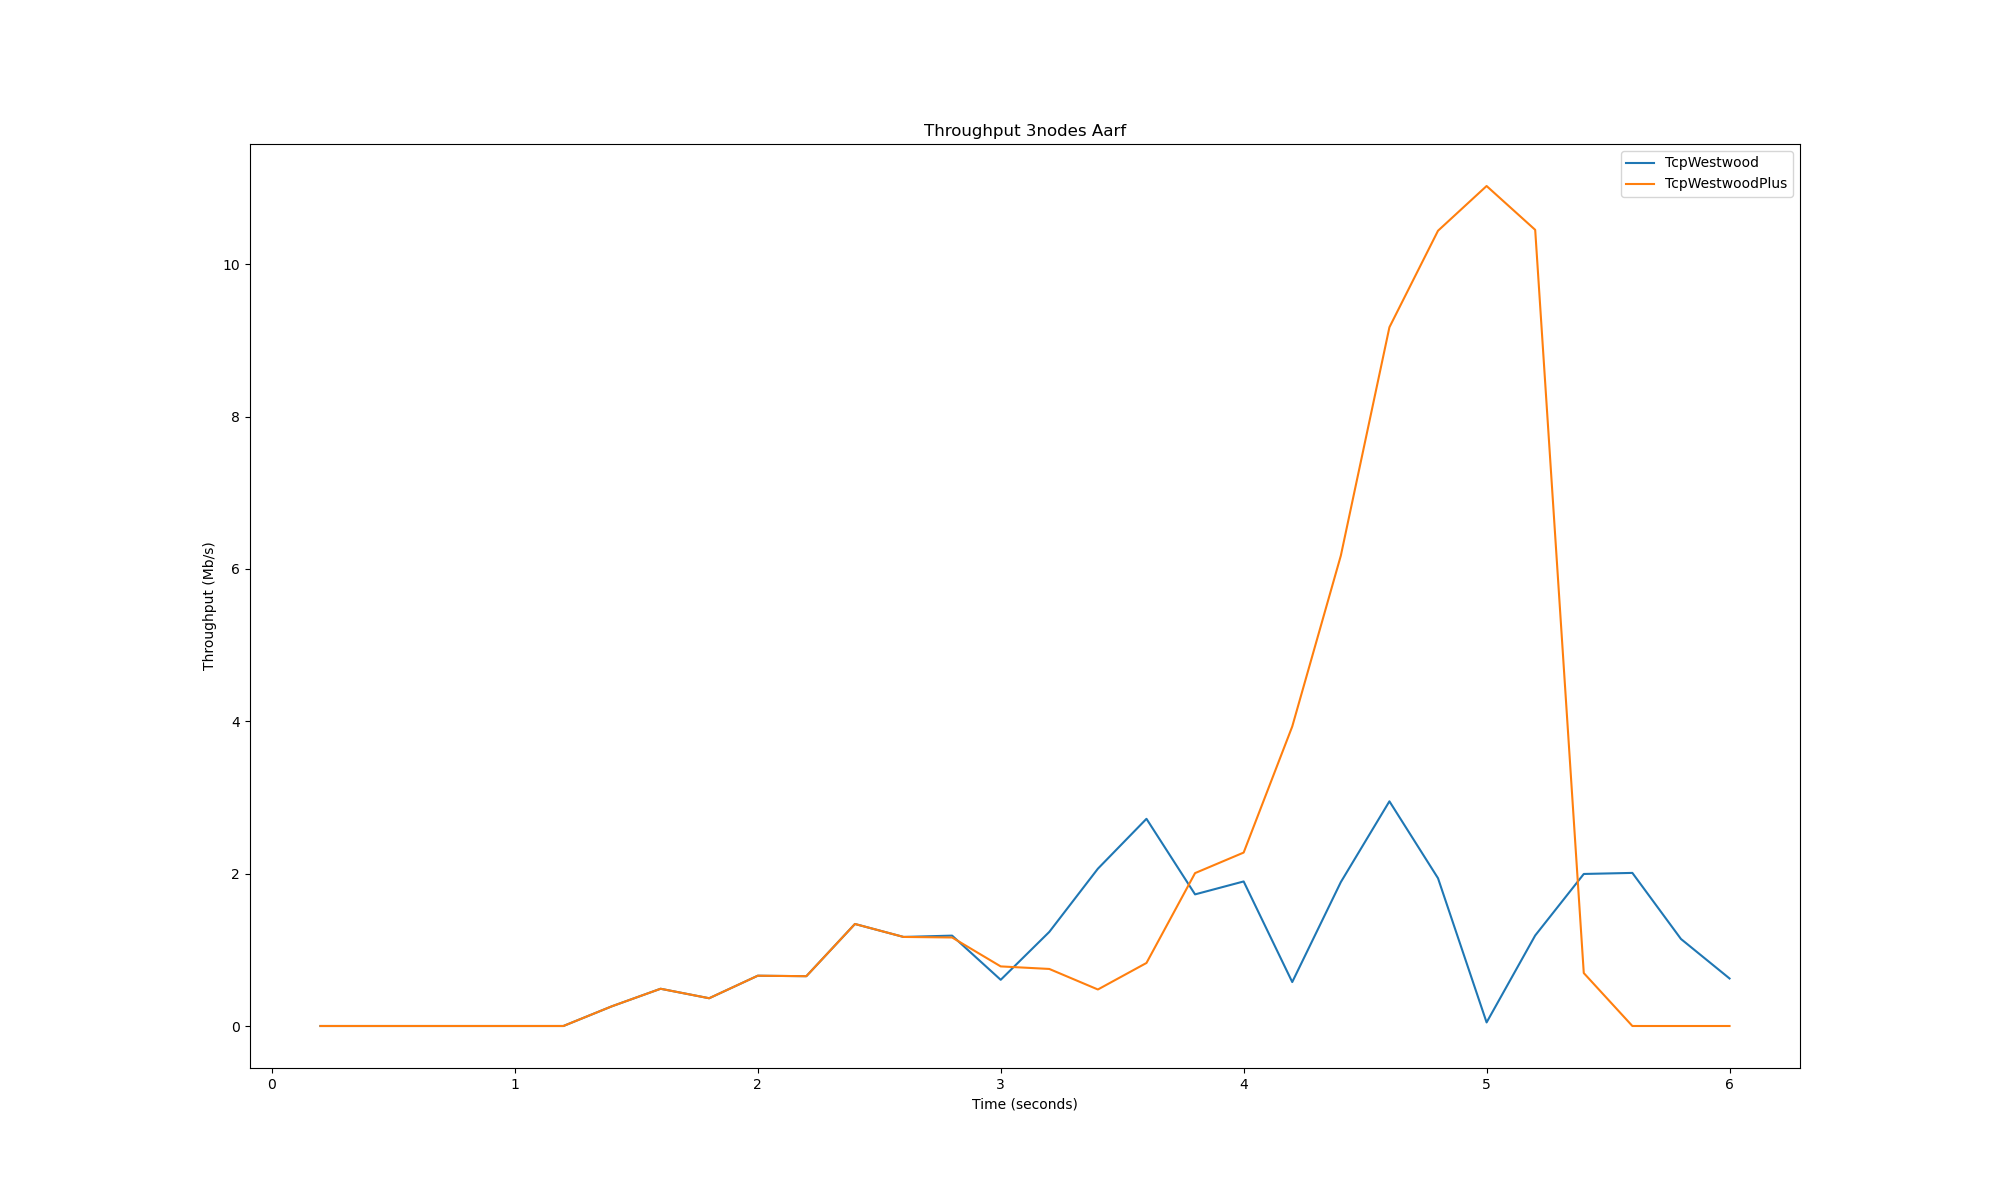 Throughput 3nodes Aarf
TcpWestwood
TcpWestwoodPlus
10
8
6
4
2
0
Throughput (Mb/s)
0 1 2 3 4 5 6
Time (seconds)